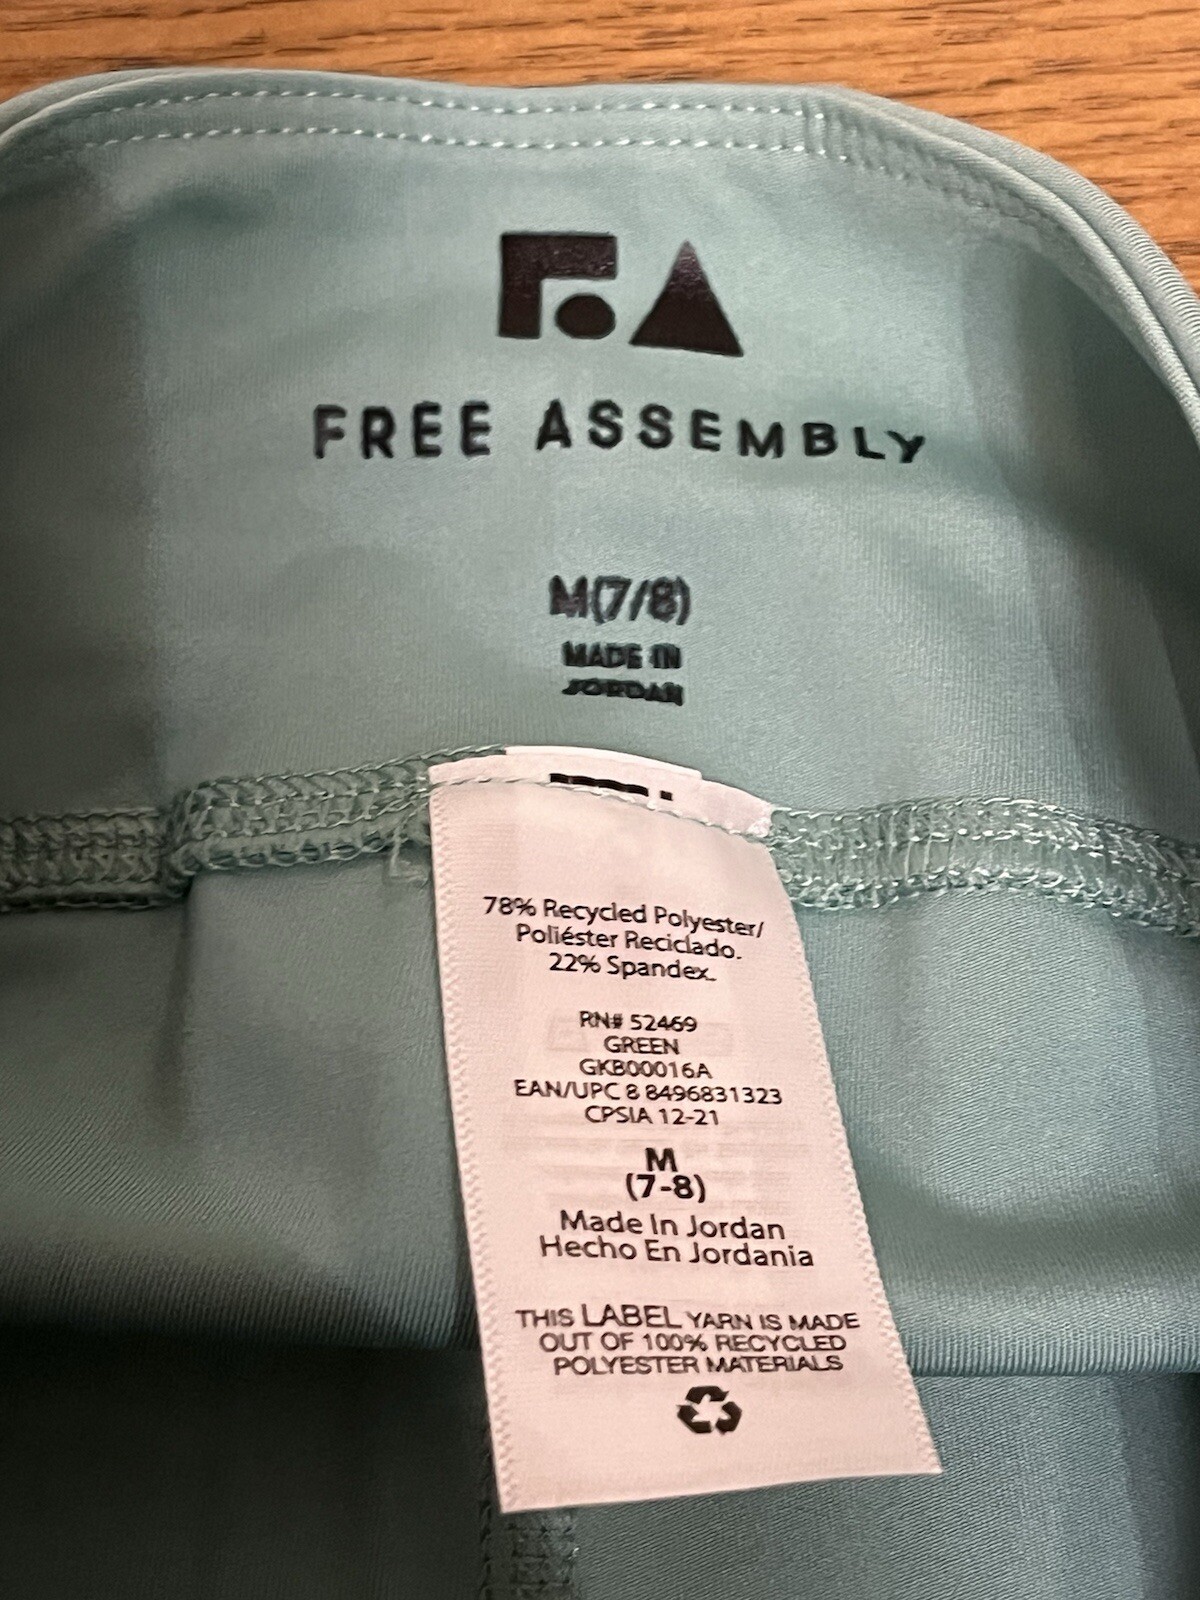 FREE ASSEMBLY
M(7/8)
MADE IN
JORDAN
78% Recycled Polyester/
Poliéster Reciclado.
22% Spandex.
RN# 52469
GREEN
GKB00016A
EAN/UPC 8 8496831323
CPSIA 12-21
M
(7-8)
Made In Jordan
Hecho En Jordania
THIS LABEL YARN IS MADE
OUT OF 100% RECYCLED
POLYESTER MATERIALS